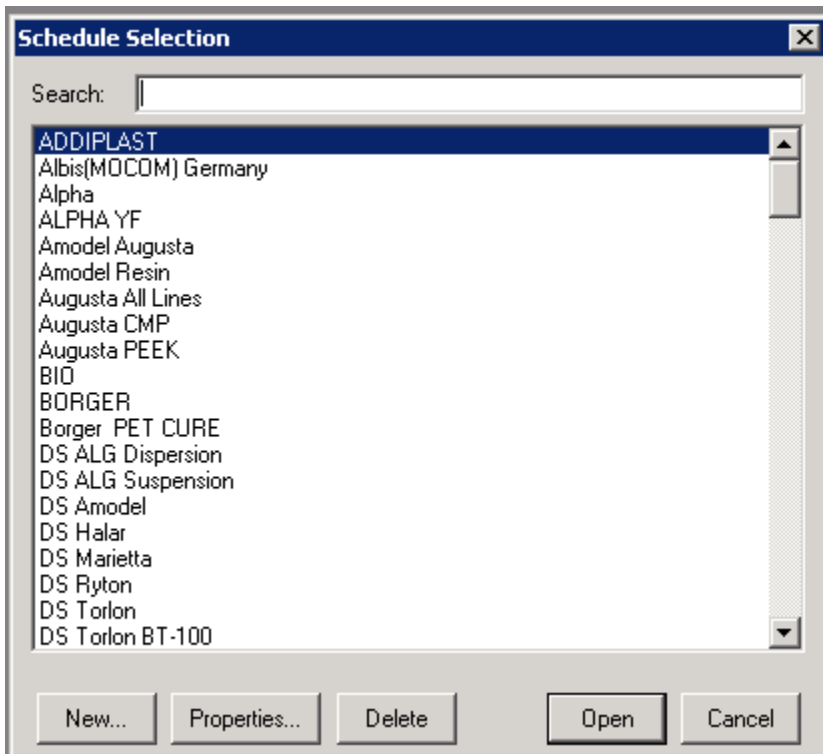 Schedule Selection
Search:
ADDIPLAST
Albis(MOCOM) Germany
Alpha
ALPHA YF
Amodel Augusta
Amodel Resin
Augusta All Lines
Augusta CMP
Augusta PEEK
BIO
BORGER
Borger  PET CURE
DS ALG Dispersion
DS ALG Suspension
DS Amodel
DS Halar
DS Marietta
DS Ryton
DS Torlon
DS Torlon BT-100
New... Properties... Delete Open Cancel